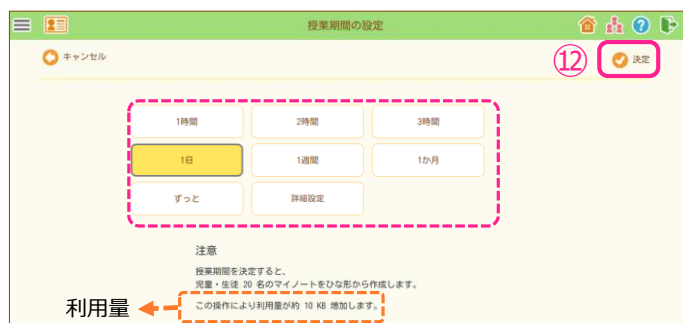 授業期間の設定
キャンセル
⑫
決定
1時間
2時間
3時間
1日
1週間
1か月
ずっと
詳細設定
注意
授業期間を決定すると、
児童・生徒 20 名のマイノートをひな形から作成します。
利用量
この操作により利用量が約 10 KB 増加します。